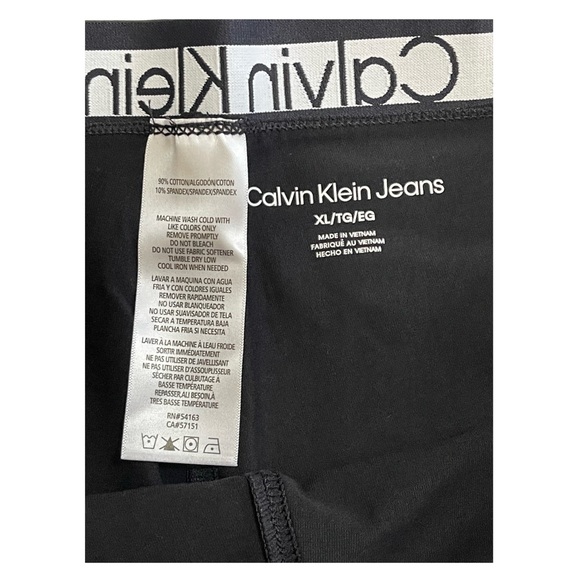 Calvin Klein
90% COTTON/ALGODÓN/COTON
10% SPANDEX/SPANDEX/SPANDEX
MACHINE WASH COLD WITH
LIKE COLORS ONLY
REMOVE PROMPTLY
DO NOT BLEACH
DO NOT USE FABRIC SOFTENER
TUMBLE DRY LOW
COOL IRON WHEN NEEDED
LAVAR A MAQUINA CON AGUA
FRIA Y CON COLORES IGUALES
REMOVER RAPIDAMENTE
NO USAR BLANQUEADOR
NO USAR SUAVISADOR DE TELA
SECAR A TEMPERATURA BAJA
PLANCHA FRIA SI NECESITA
LAVER À LA MACHINE À L'EAU FROIDE
SORTIR IMMÉDIATEMENT
NE PAS UTILISER DE JAVELLISANT
NE PAS UTILISER D'ASSOUPLISSEUR
SÉCHER PAR CULBUTAGE À
BASSE TEMPÉRATURE
REPASSER,ALI BESOIN,À
TRES BASSE TEMPÉRATURE
RN#54163
CA#57151
Calvin Klein Jeans
XL/TG/EG
MADE IN VIETNAM
FABRIQUÉ AU VIETNAM
HECHO EN VIETNAM